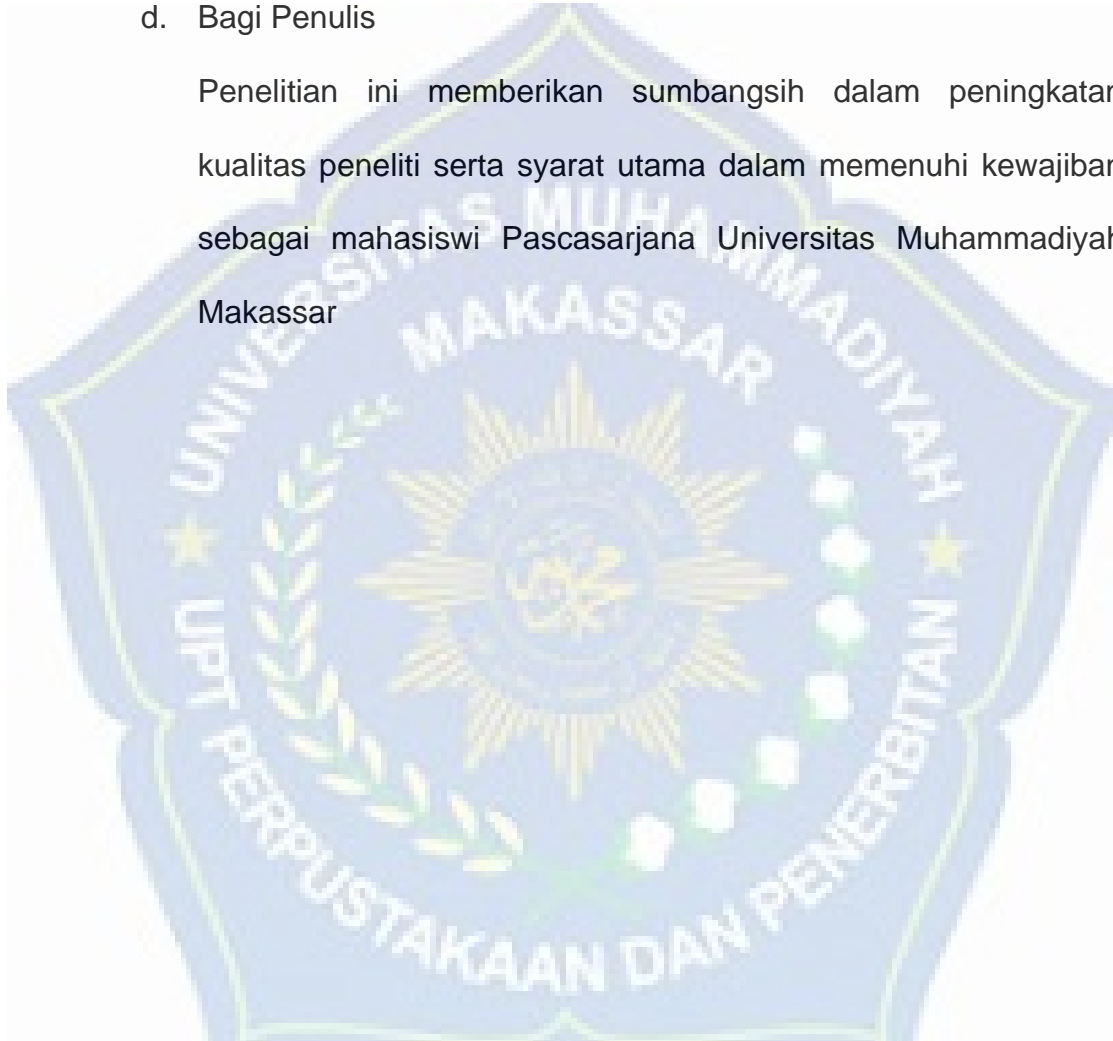 d. Bagi Penulis
Penelitian ini memberikan sumbangsih dalam peningkatan
kualitas peneliti serta syarat utama dalam memenuhi kewajiban
sebagai mahasiswi Pascasarjana Universitas Muhammadiyah
Makassar
UNIVERSITAS MUHAMMADIYAH
MAKASSAR
UPT PERPUSTAKAAN DAN PENERBITAN